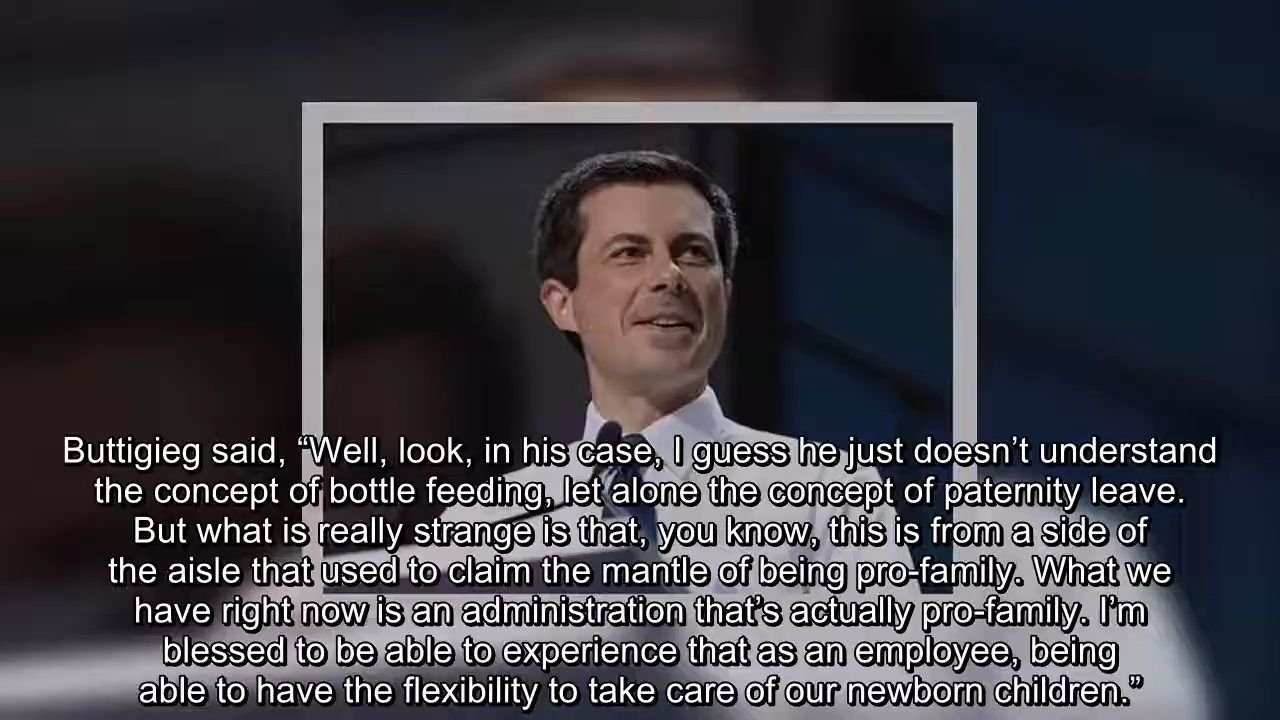 Buttigieg said, “Well, look, in his case, I guess he just doesn’t understand
the concept of bottle feeding, let alone the concept of paternity leave.
But what is really strange is that, you know, this is from a side of
the aisle that used to claim the mantle of being pro-family. What we
have right now is an administration that’s actually pro-family. I’m
blessed to be able to experience that as an employee, being
able to have the flexibility to take care of our newborn children.”